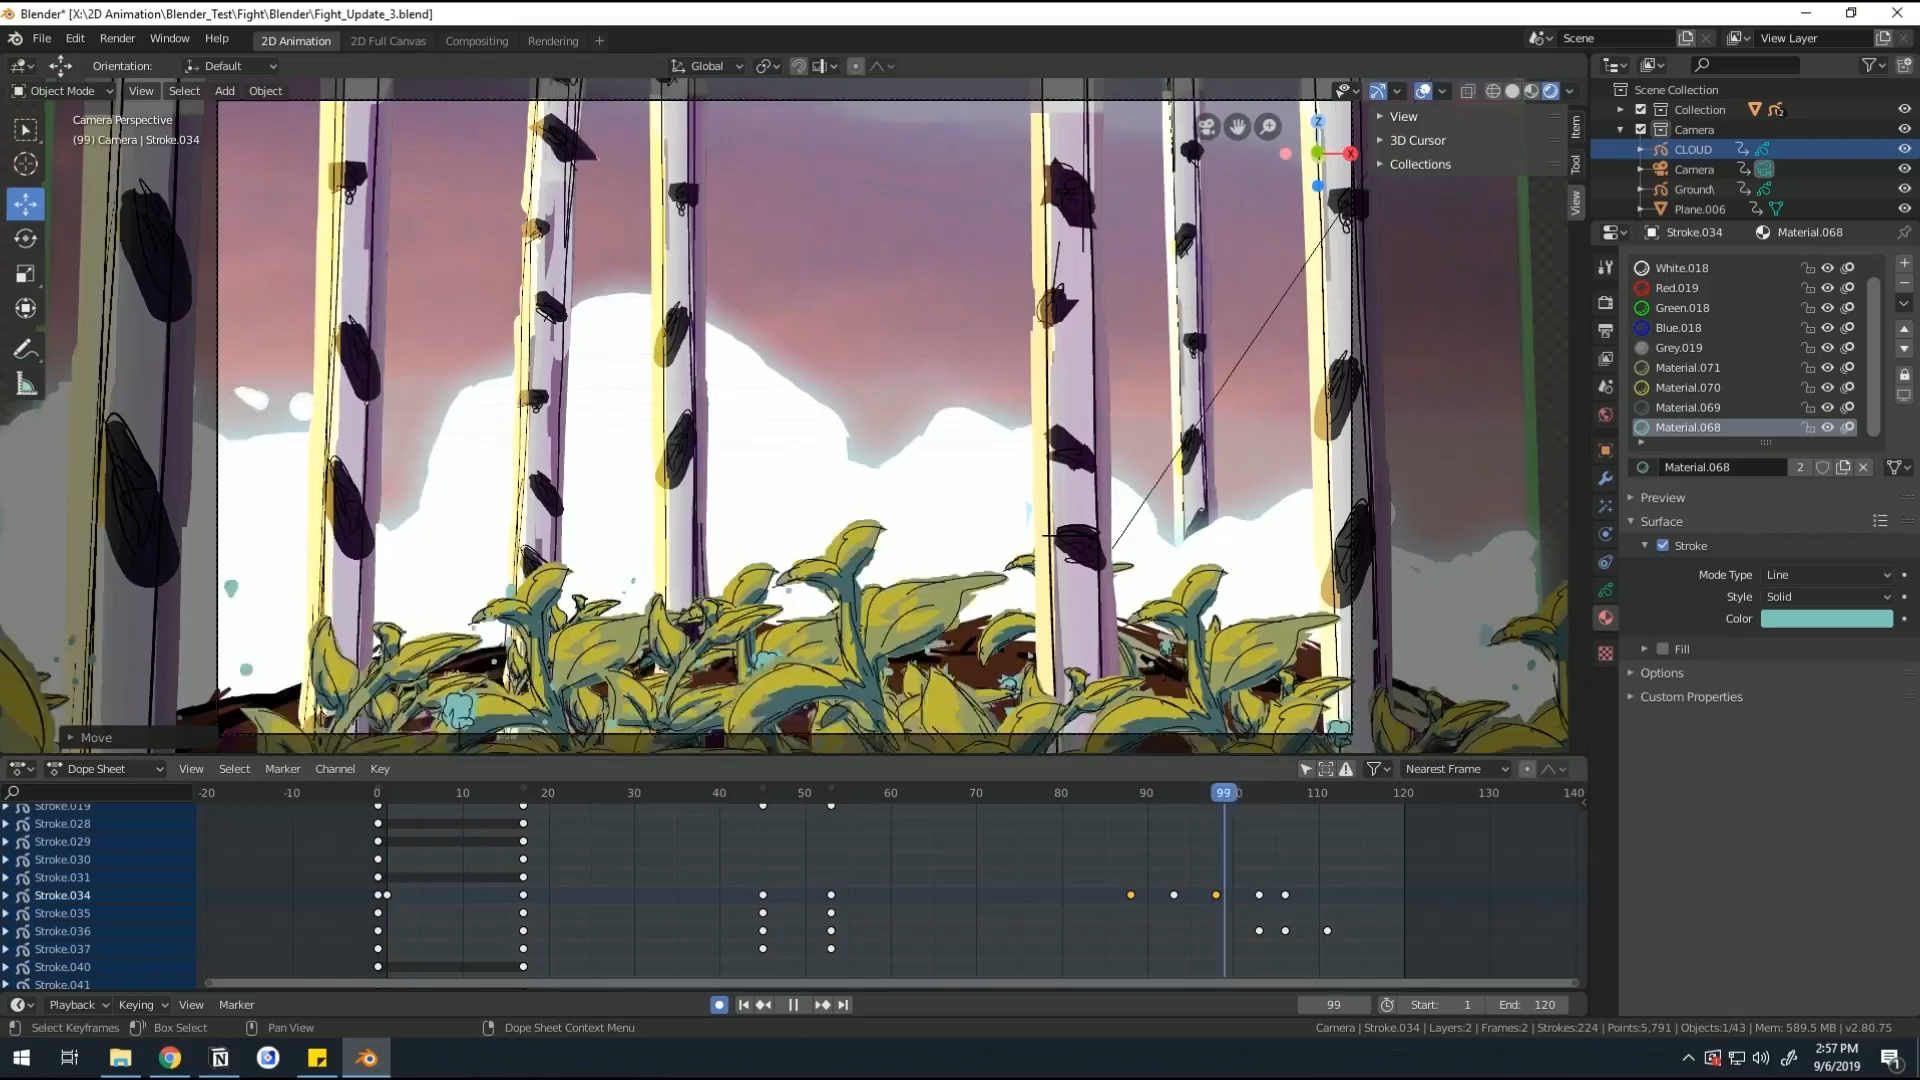 Blender* [X:\2D Animation\Blender_Test\Fight\Blender\Fight_Update_3.blend]
File Edit Render Window Help 2D Animation 2D Full Canvas Compositing Rendering + Scene View Layer
Orientation: Default Global
Object Mode View Select Add Object
Camera Perspective
(99) Camera | Stroke.034
Z
X
View
3D Cursor
Collections
Item
Tool
View
Scene Collection
Collection 2
Camera
CLOUD
Camera
Ground\
Plane.006
Stroke.034 Material.068
White.018
Red.019
Green.018
Blue.018
Grey.019
Material.071
Material.070
Material.069
Material.068
Material.068 2
Preview
Surface
Stroke
Mode Type Line
Style Solid
Color
Fill
Options
Custom Properties
Move
Dope Sheet View Select Marker Channel Key Nearest Frame
-20 -10 0 10 20 30 40 50 60 70 80 90 99 110 120 130 140
Stroke.019
Stroke.028
Stroke.029
Stroke.030
Stroke.031
Stroke.034
Stroke.035
Stroke.036
Stroke.037
Stroke.040
Stroke.041
Playback Keying View Marker 99 Start: 1 End: 120
Select Keyframes Box Select Pan View Dope Sheet Context Menu Camera | Stroke.034 | Layers:2 | Frames:2 | Strokes:224 | Points:5,791 | Objects:1/43 | Mem: 589.5 MB | v2.80.75
2:57 PM
9/6/2019
1